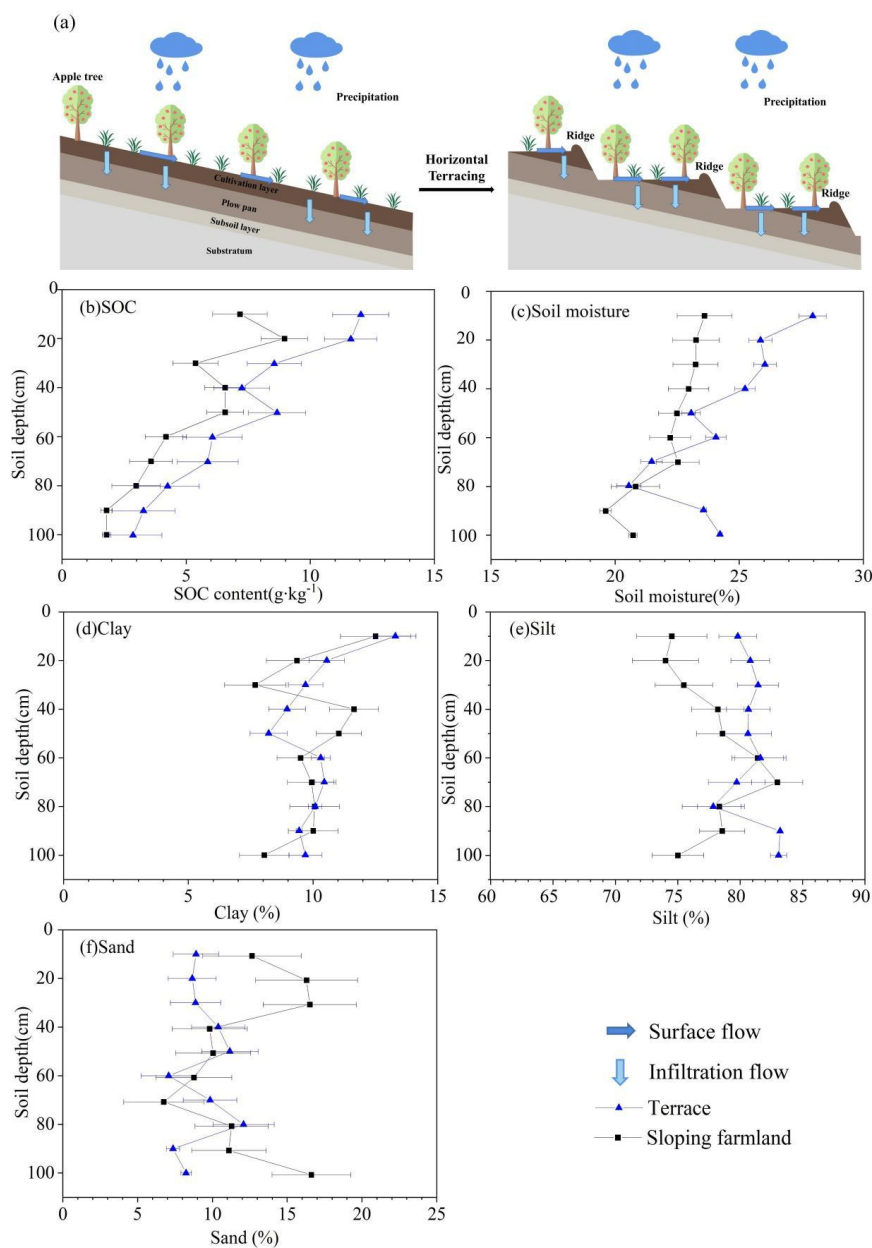 (a)
Apple tree
Precipitation
Cultivation layer
Plow pan
Subsoil layer
Substratum
Horizontal
Terracing
Precipitation
Ridge
Ridge
Ridge
(b)SOC
0
20
40
60
80
100
Soil depth(cm)
0
5
10
15
SOC content(g·kg⁻¹)
(c)Soil moisture
0
20
40
60
80
100
Soil depth(cm)
15
20
25
30
Soil moisture(%)
(d)Clay
0
20
40
60
80
100
Soil depth(cm)
0
5
10
15
Clay (%)
(e)Silt
0
20
40
60
80
100
Soil depth(cm)
60
65
70
75
80
85
90
Silt (%)
(f)Sand
0
20
40
60
80
100
Soil depth(cm)
0
5
10
15
20
25
Sand (%)
Surface flow
Infiltration flow
Terrace
Sloping farmland